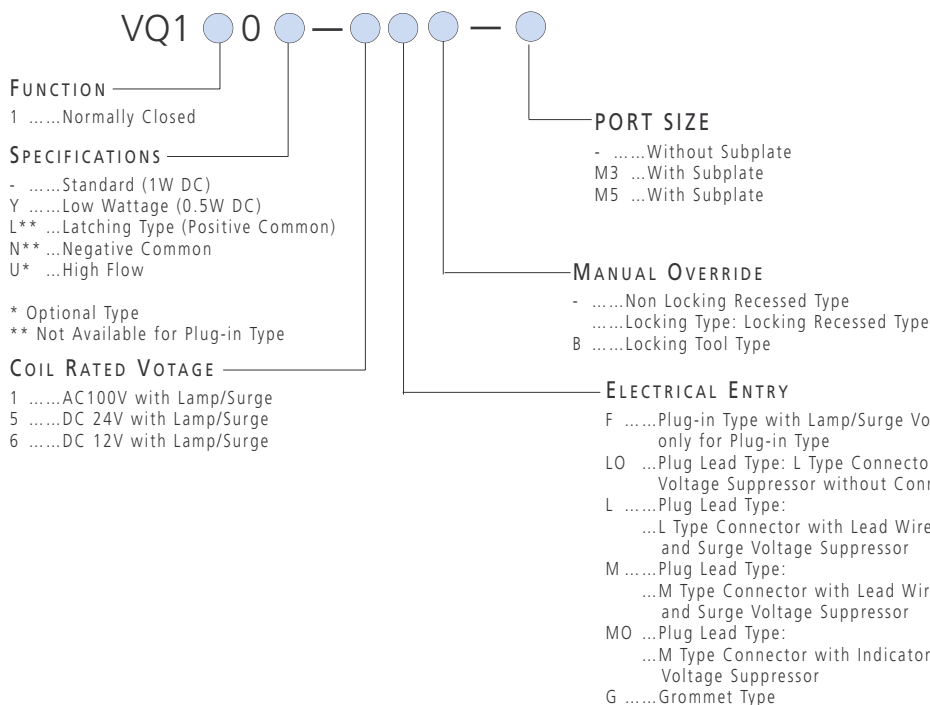 VQ1 0 — —
FUNCTION
1 ......Normally Closed
SPECIFICATIONS
- ......Standard (1W DC)
Y ......Low Wattage (0.5W DC)
L** ...Latching Type (Positive Common)
N** ...Negative Common
U* ...High Flow
* Optional Type
** Not Available for Plug-in Type
COIL RATED VOTAGE
1 ......AC100V with Lamp/Surge
5 ......DC 24V with Lamp/Surge
6 ......DC 12V with Lamp/Surge
PORT SIZE
- ......Without Subplate
M3 ...With Subplate
M5 ...With Subplate
MANUAL OVERRIDE
- ......Non Locking Recessed Type
......Locking Type: Locking Recessed Type
B ......Locking Tool Type
ELECTRICAL ENTRY
F ......Plug-in Type with Lamp/Surge Vo
only for Plug-in Type
LO ...Plug Lead Type: L Type Connecto
Voltage Suppressor without Conn
L ......Plug Lead Type:
...L Type Connector with Lead Wire
and Surge Voltage Suppressor
M ......Plug Lead Type:
...M Type Connector with Lead Wir
and Surge Voltage Suppressor
MO ...Plug Lead Type:
...M Type Connector with Indicator
Voltage Suppressor
G ......Grommet Type